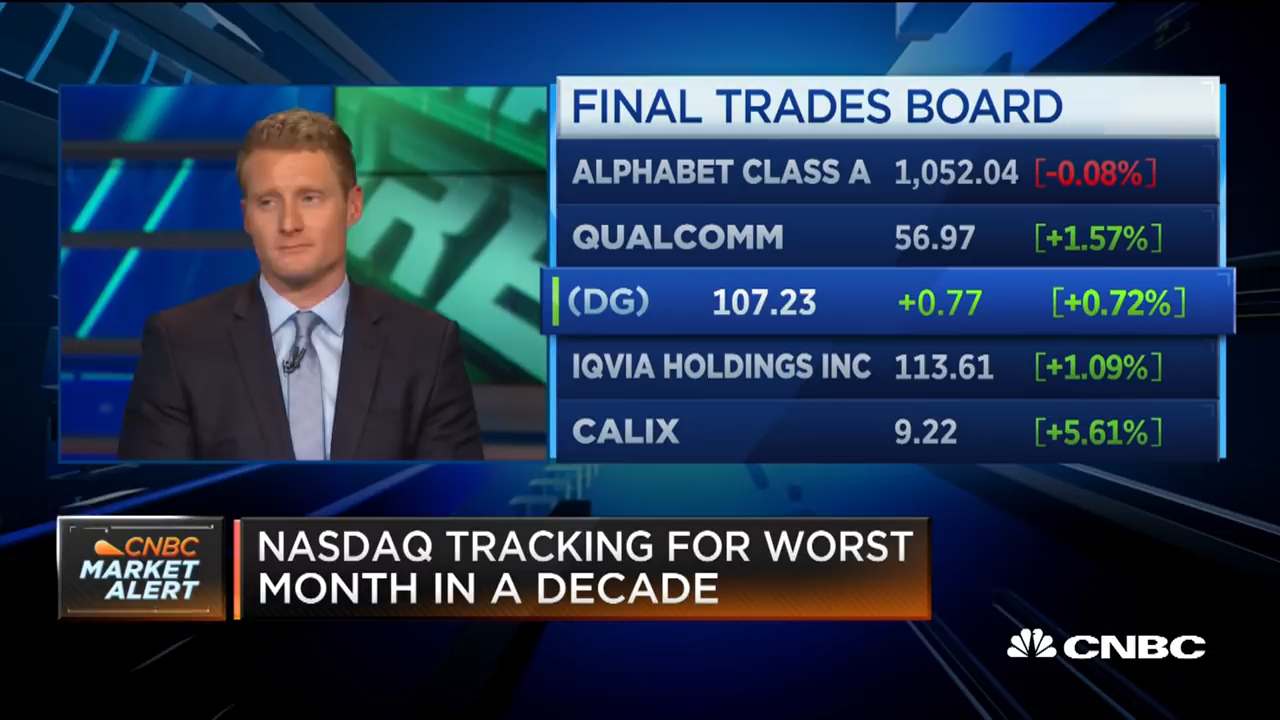 FINAL TRADES BOARD
ALPHABET CLASS A 1,052.04 [-0.08%]
QUALCOMM 56.97 [+1.57%]
(DG) 107.23 +0.77 [+0.72%]
IQVIA HOLDINGS INC 113.61 [+1.09%]
CALIX 9.22 [+5.61%]
CNBC
MARKET
ALERT
NASDAQ TRACKING FOR WORST
MONTH IN A DECADE
CNBC